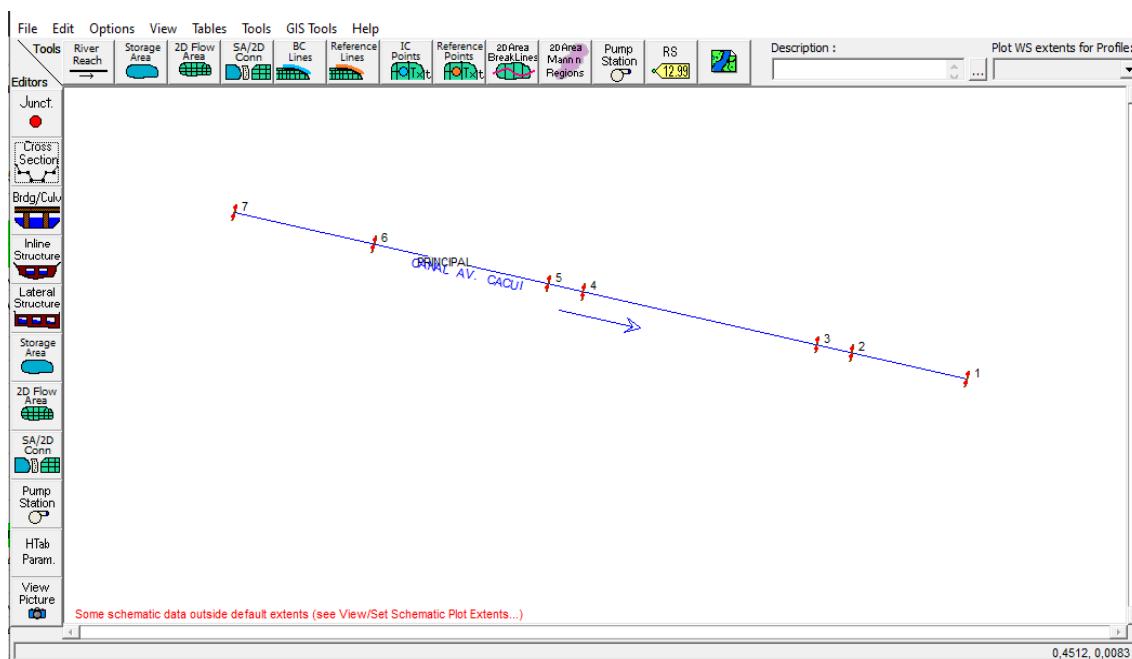 File Edit Options View Tables Tools GIS Tools Help
Tools
Editors
River
Reach
Storage
Area
2D Flow
Area
SA/2D
Conn
BC
Lines
Reference
Lines
IC
Points
Reference
Points
2D Area
BreakLines
2D Area
Mann n
Regions
Pump
Station
RS
12.99
Description :
...
Plot WS extents for Profile:
Junct.
Cross
Section
Brdg/Culv
Inline
Structure
Lateral
Structure
Storage
Area
2D Flow
Area
SA/2D
Conn
Pump
Station
HTab
Param.
View
Picture
7
6
PRINCIPAL
CANAL AV. CACUI
5
4
3
2
1
Some schematic data outside default extents (see View/Set Schematic Plot Extents...)
0,4512, 0,0083